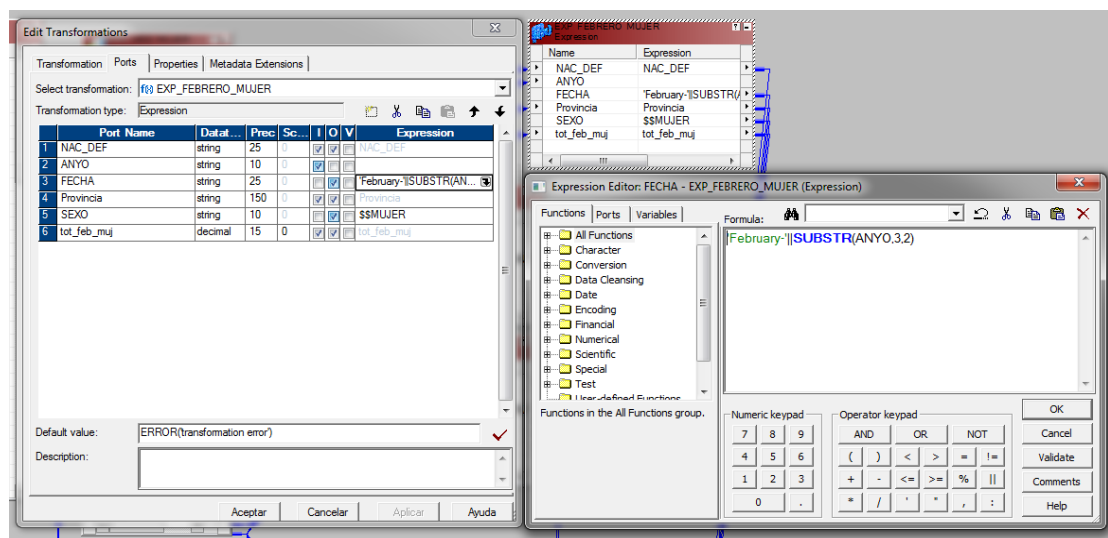 Edit Transformations
Transformation Ports Properties Metadata Extensions
Select transformation: f(x) EXP_FEBRERO_MUJER
Transformation type: Expression
Port Name Datat... Prec Sc... I O V Expression
1 NAC_DEF string 25 0 NAC_DEF
2 ANYO string 10 0
3 FECHA string 25 0 'February-'||SUBSTR(AN...
4 Provincia string 150 0 Provincia
5 SEXO string 10 0 $$MUJER
6 tot_feb_muj decimal 15 0 tot_feb_muj
Default value: ERROR('transformation error')
Description:
Aceptar Cancelar Aplicar Ayuda
EXP_FEBRERO_MUJER
Expression
Name Expression
NAC_DEF NAC_DEF
ANYO
FECHA 'February-'||SUBSTR(A
Provincia Provincia
SEXO $$MUJER
tot_feb_muj tot_feb_muj
Expression Editor: FECHA - EXP_FEBRERO_MUJER (Expression)
Functions Ports Variables
Formula:
All Functions
Character
Conversion
Data Cleansing
Date
Encoding
Financial
Numerical
Scientific
Special
Test
User-defined Functions
Functions in the All Functions group.
'February-'||SUBSTR(ANYO,3,2)
Numeric keypad
7 8 9
4 5 6
1 2 3
0 .
Operator keypad
AND OR NOT
( ) < > = !=
+ - <= >= % ||
* / ' " , :
OK
Cancel
Validate
Comments
Help